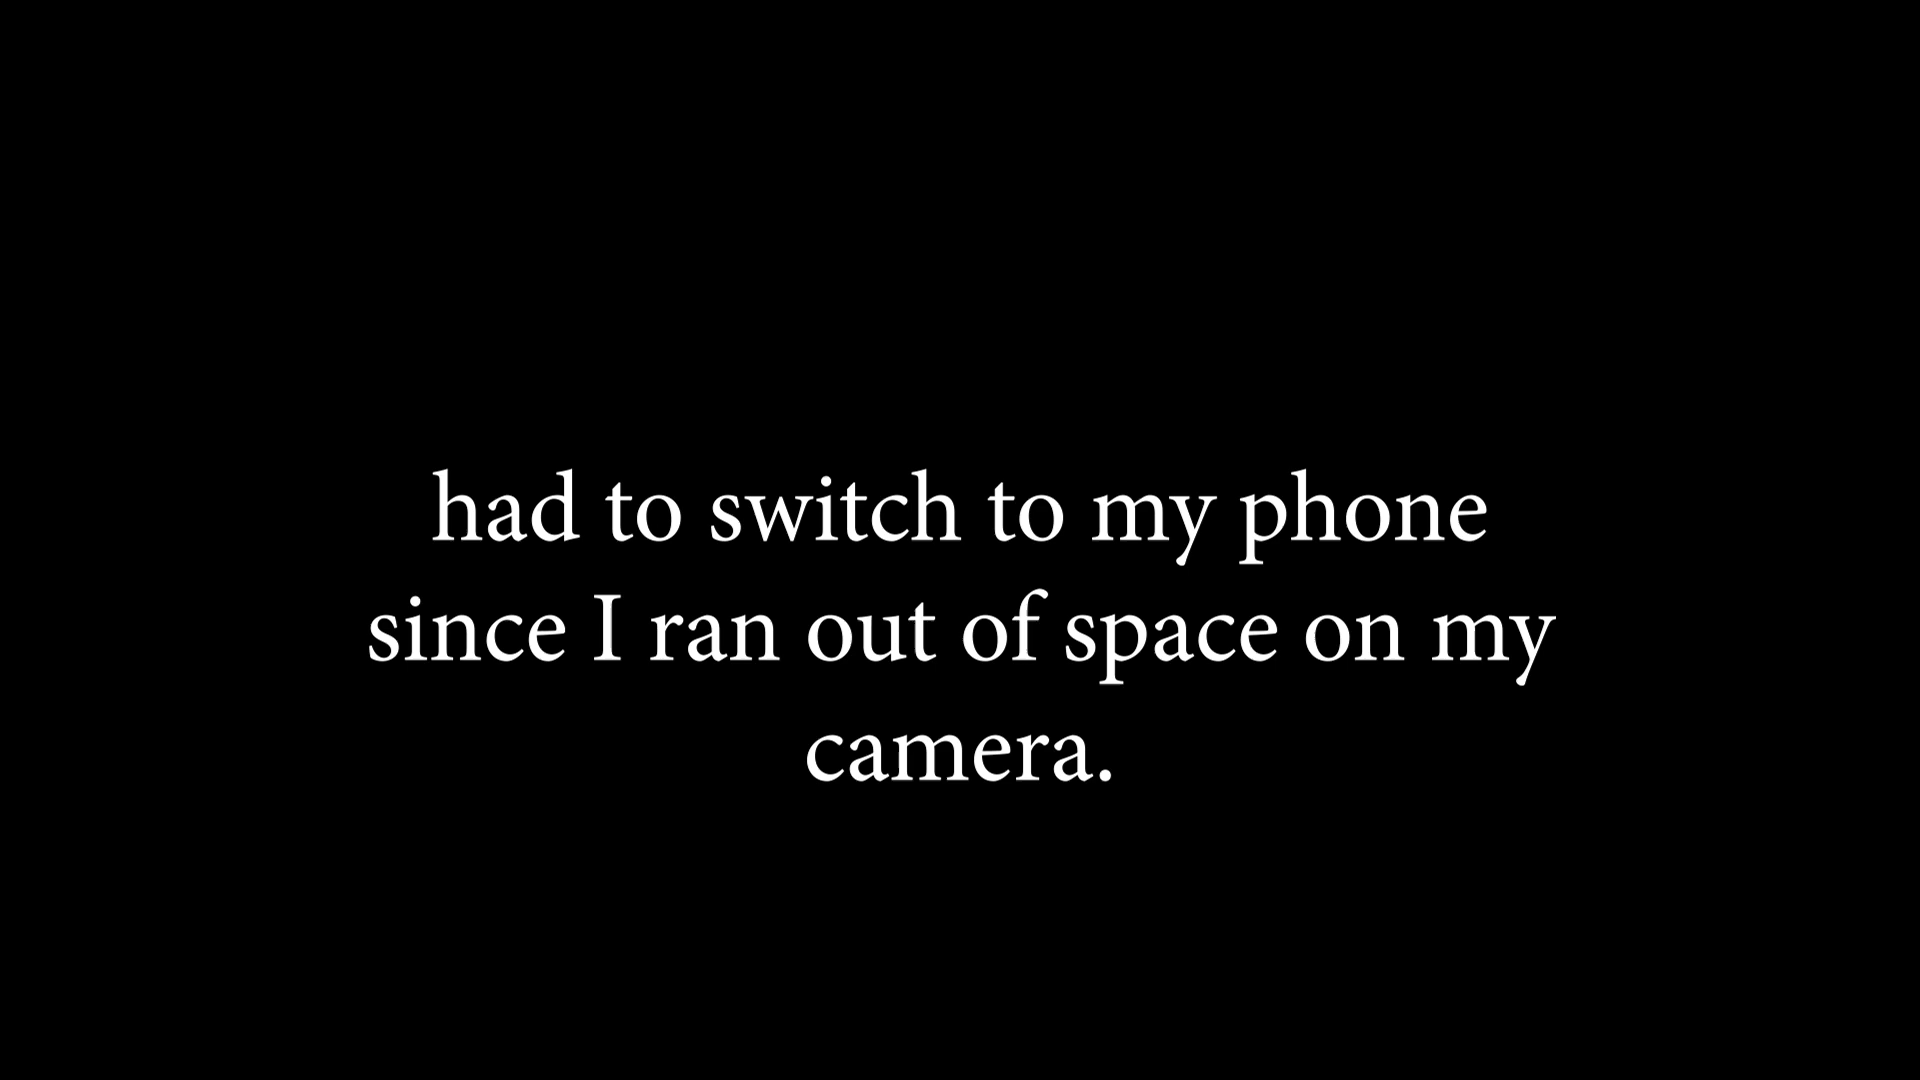 had to switch to my phone
since I ran out of space on my
camera.